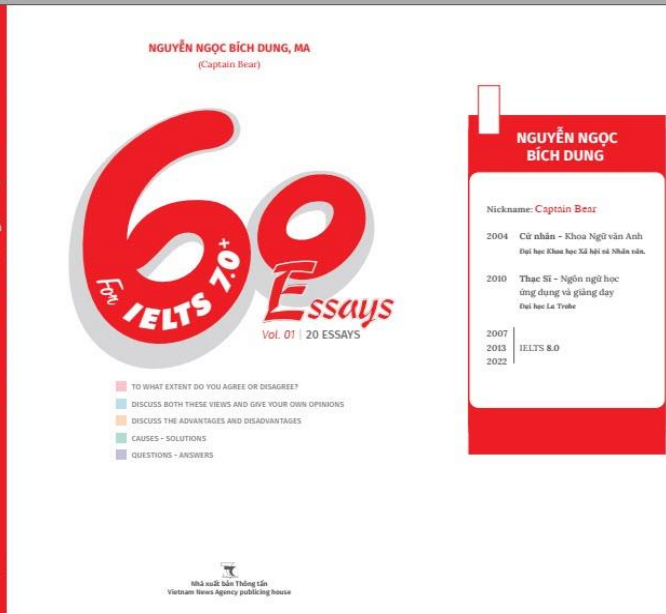 NGUYỄN NGỌC BÍCH DUNG, MA
(Captain Bear)
60
For IELTS 7.0+
Essays
Vol. 01 | 20 ESSAYS
TO WHAT EXTENT DO YOU AGREE OR DISAGREE?
DISCUSS BOTH THESE VIEWS AND GIVE YOUR OWN OPINIONS
DISCUSS THE ADVANTAGES AND DISADVANTAGES
CAUSES – SOLUTIONS
QUESTIONS – ANSWERS
Nhà xuất bản Thông tấn
Vietnam News Agency publicing house
NGUYỄN NGỌC
BÍCH DUNG
Nickname: Captain Bear
2004 Cử nhân – Khoa Ngữ văn Anh
Đại học Khoa học Xã hội và Nhân văn.
2010 Thạc Sĩ – Ngôn ngữ học
ứng dụng và giảng dạy
Đại học La Trobe
2007
2013 IELTS 8.0
2022